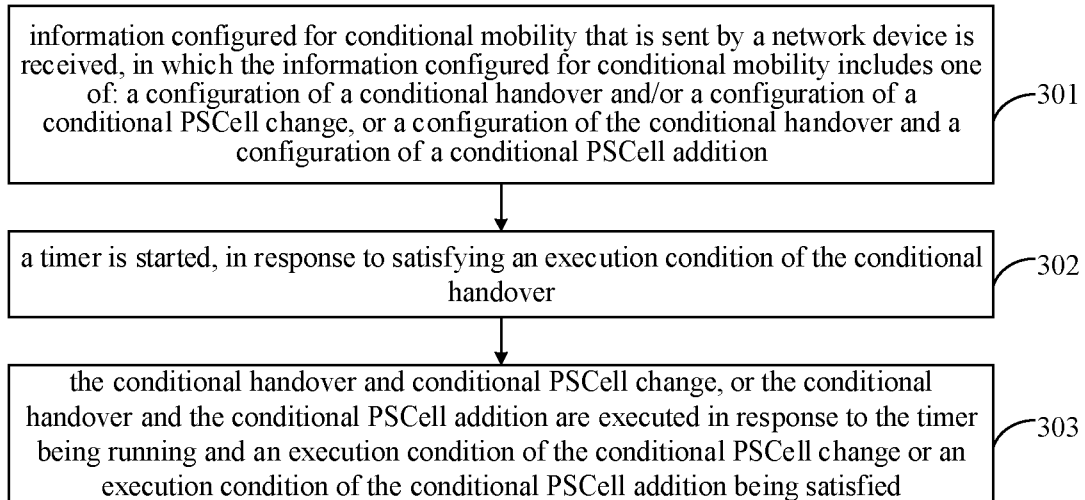 information configured for conditional mobility that is sent by a network device is
received, in which the information configured for conditional mobility includes one
of: a configuration of a conditional handover and/or a configuration of a
conditional PSCell change, or a configuration of the conditional handover and a
configuration of a conditional PSCell addition
301
a timer is started, in response to satisfying an execution condition of the conditional
handover
302
the conditional handover and conditional PSCell change, or the conditional
handover and the conditional PSCell addition are executed in response to the timer
being running and an execution condition of the conditional PSCell change or an
execution condition of the conditional PSCell addition being satisfied
303